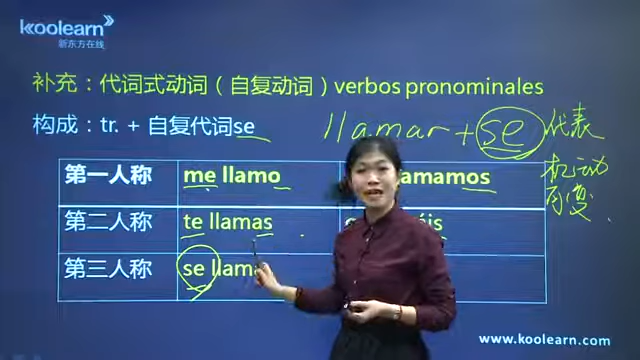 koolearn
新东方在线
补充：代词式动词（自复动词）verbos pronominales
构成：tr. + 自复代词se
llamar + se 代表
第一人称 me llamo amamos
第二人称 te llamas áis
第三人称 se llam
www.koolearn.com